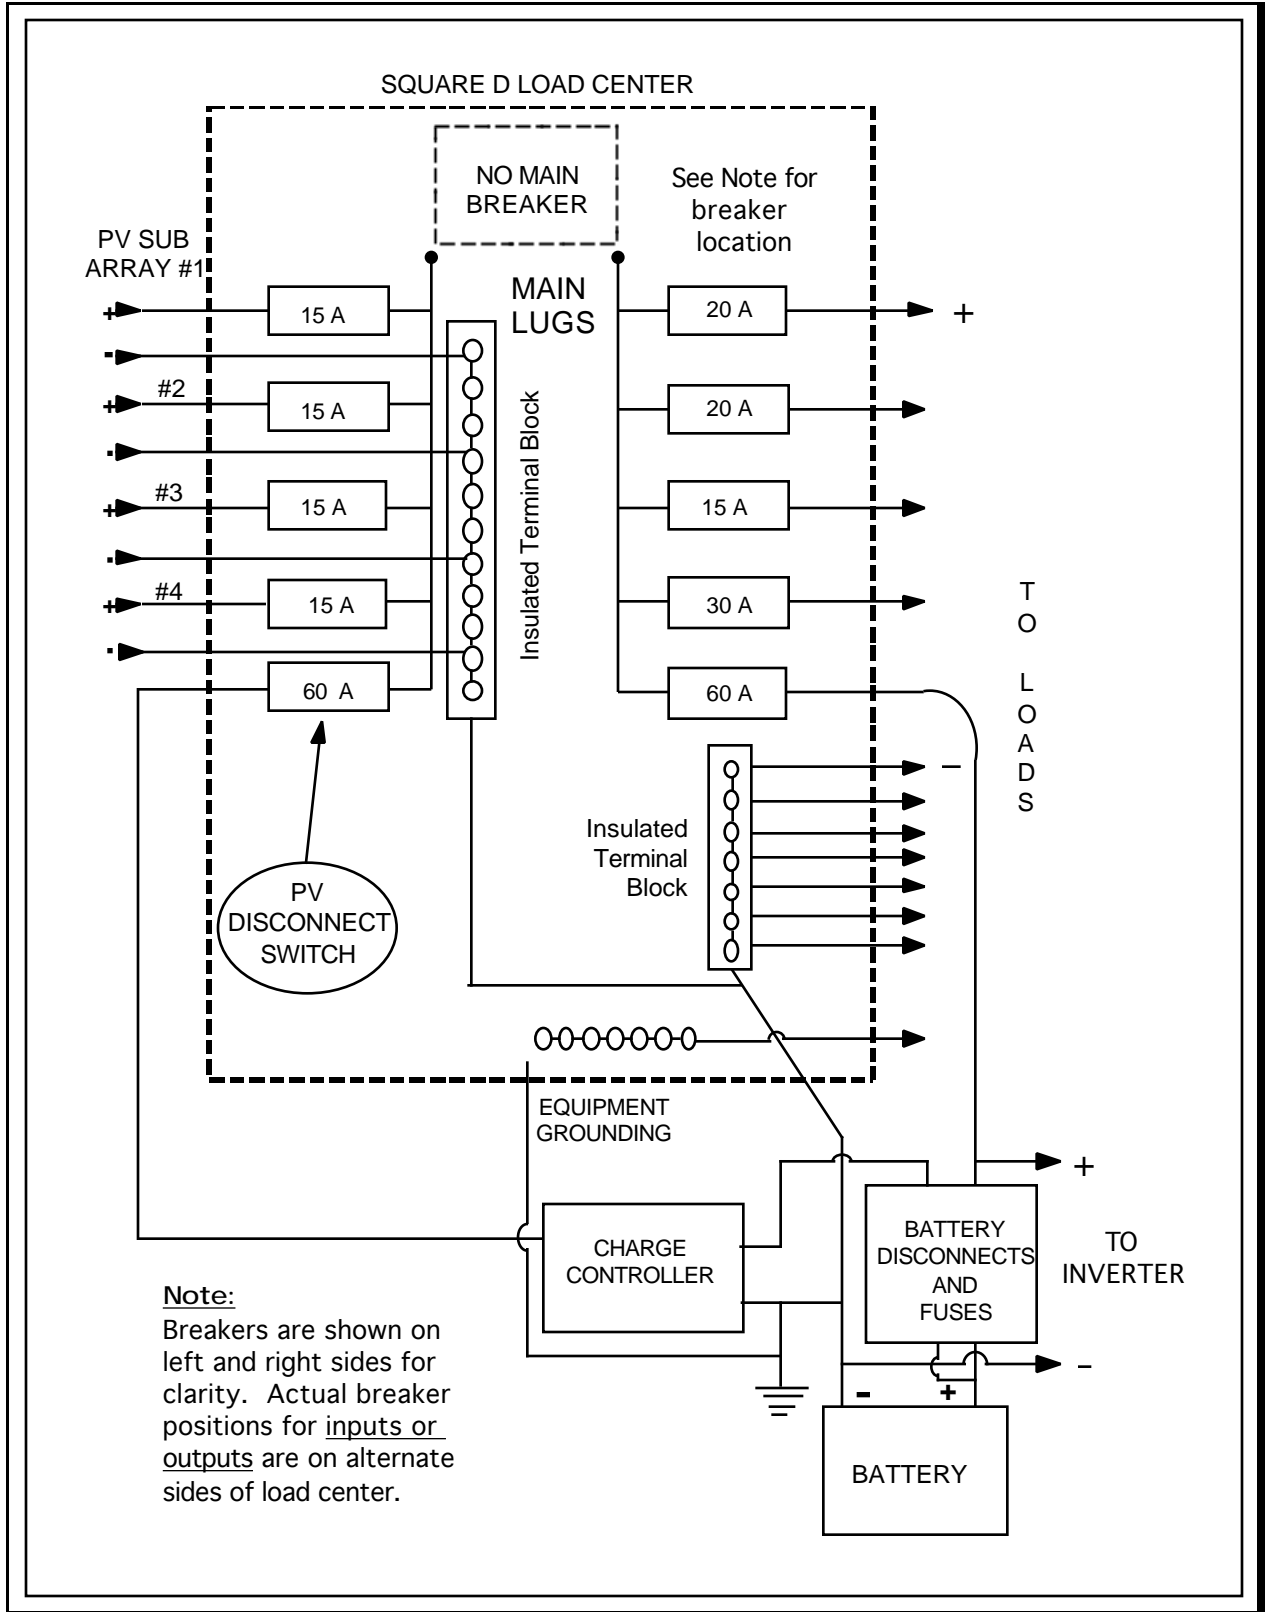 SQUARE D LOAD CENTER
NO MAIN
BREAKER
See Note for
breaker
location
PV SUB
ARRAY #1
MAIN
LUGS
+
15 A
20 A
+
-
#2
+
15 A
20 A
-
#3
+
15 A
15 A
-
#4
+
15 A
30 A
-
60 A
60 A
Insulated Terminal Block
TO LOADS
–
Insulated
Terminal
Block
PV
DISCONNECT
SWITCH
EQUIPMENT
GROUNDING
CHARGE
CONTROLLER
BATTERY
DISCONNECTS
AND
FUSES
+
TO
INVERTER
–
-
+
BATTERY
Note:
Breakers are shown on
left and right sides for
clarity. Actual breaker
positions for inputs or
outputs are on alternate
sides of load center.